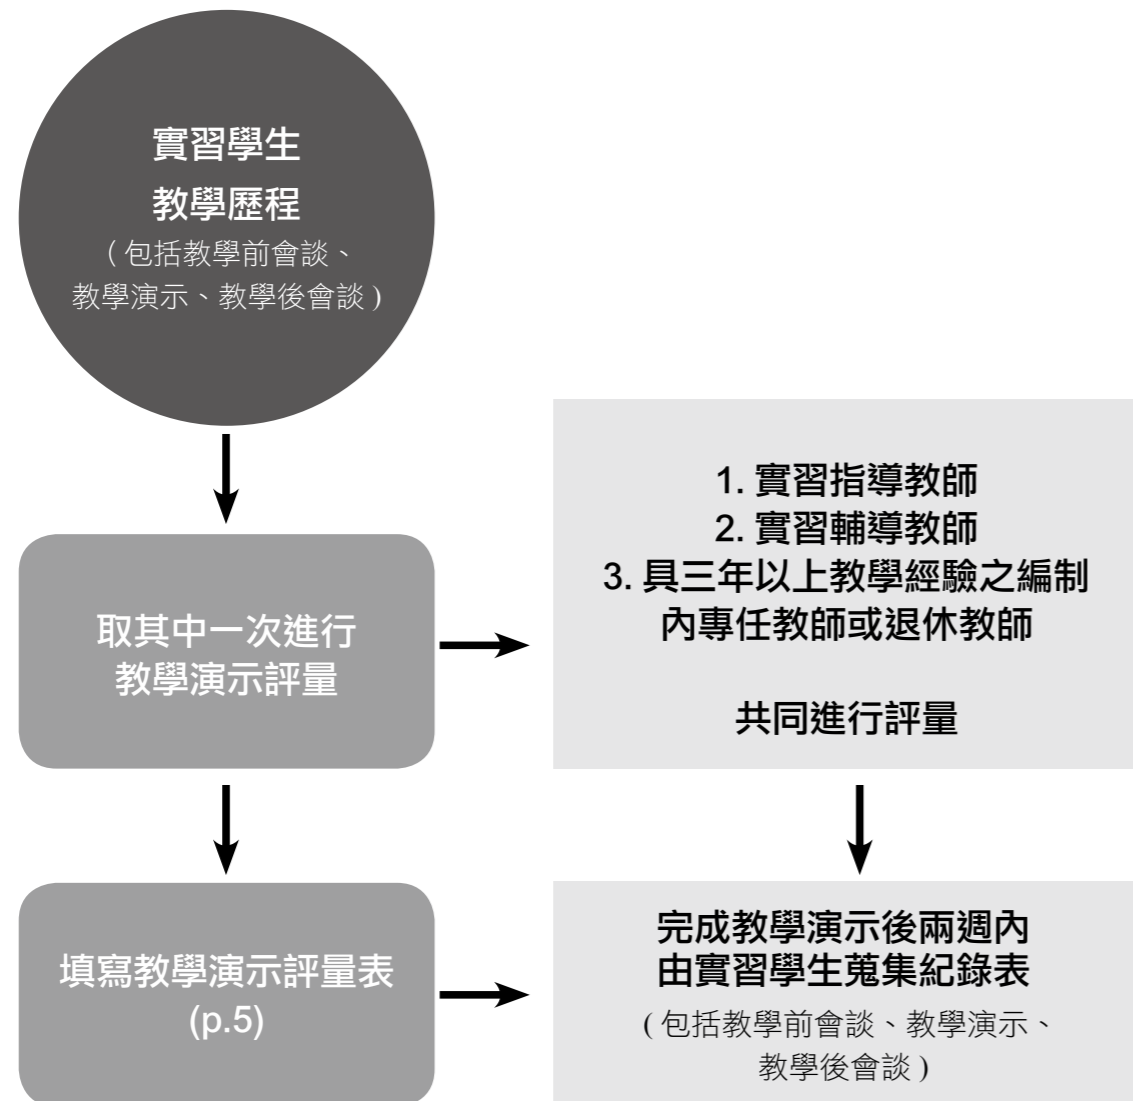 實習學生
教學歷程
（包括教學前會談、
教學演示、教學後會談)
取其中一次進行
教學演示評量
1. 實習指導教師
2. 實習輔導教師
3. 具三年以上教學經驗之編制
內專任教師或退休教師
共同進行評量
填寫教學演示評量表
(p.5)
完成教學演示後兩週內
由實習學生蒐集紀錄表
(包括教學前會談、教學演示、
教學後會談)